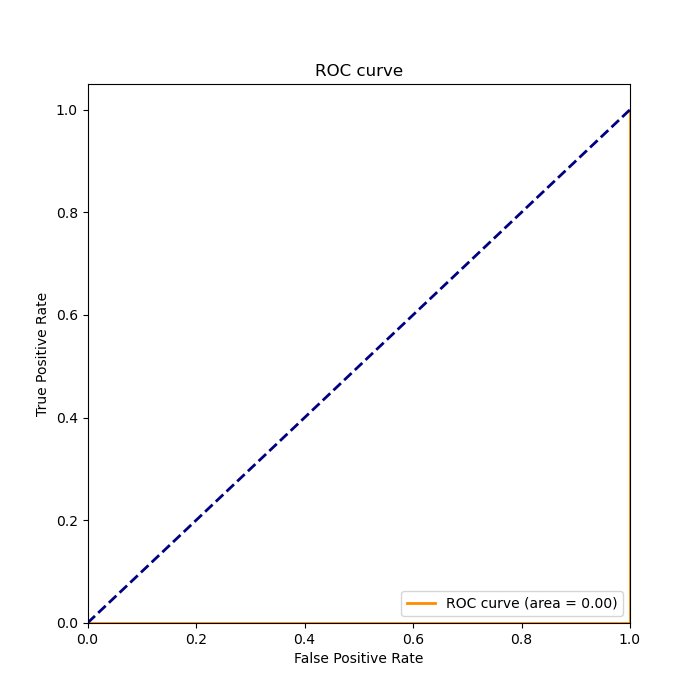 ROC curve
1.0
0.8
0.6
0.4
0.2
0.0
True Positive Rate
ROC curve (area = 0.00)
0.0 0.2 0.4 0.6 0.8 1.0
False Positive Rate